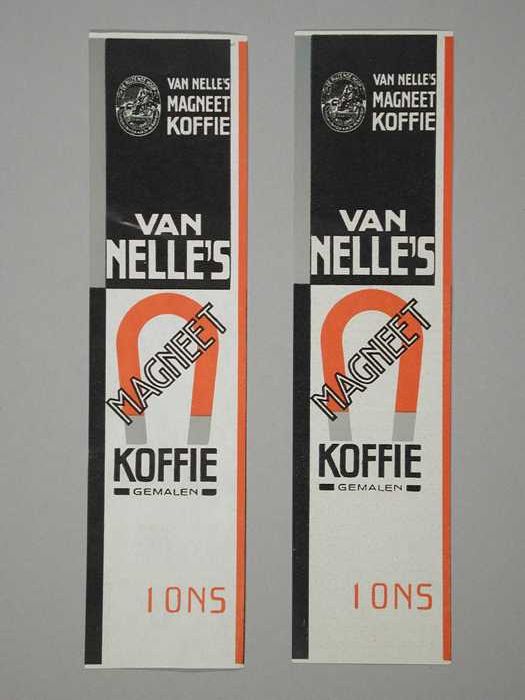 VAN NELLE'S
MAGNEET
KOFFIE
VAN
NELLE'S
MAGNEET
KOFFIE
GEMALEN
1 ONS
VAN NELLE'S
MAGNEET
KOFFIE
VAN
NELLE'S
MAGNEET
KOFFIE
GEMALEN
1 ONS